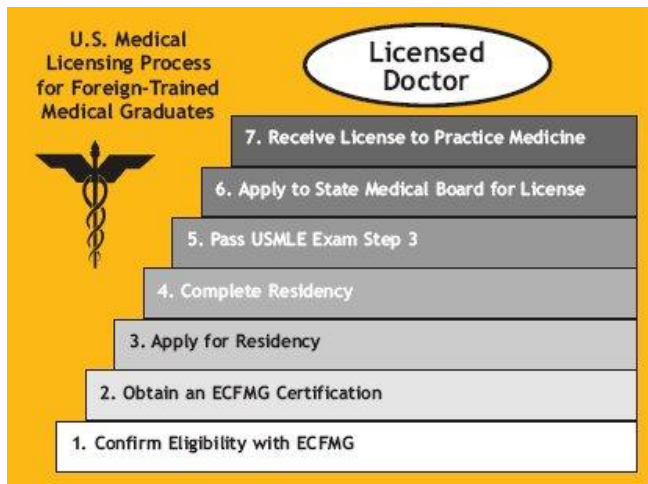 U.S. Medical
Licensing Process
for Foreign-Trained
Medical Graduates
Licensed
Doctor
7. Receive License to Practice Medicine
6. Apply to State Medical Board for License
5. Pass USMLE Exam Step 3
4. Complete Residency
3. Apply for Residency
2. Obtain an ECFMG Certification
1. Confirm Eligibility with ECFMG